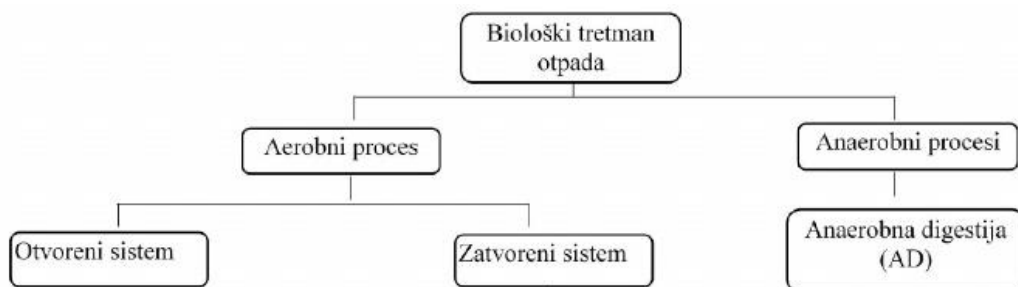 Biološki tretman
otpada
Aerobni proces
Anaerobni procesi
Otvoreni sistem
Zatvoreni sistem
Anaerobna digestija
(AD)